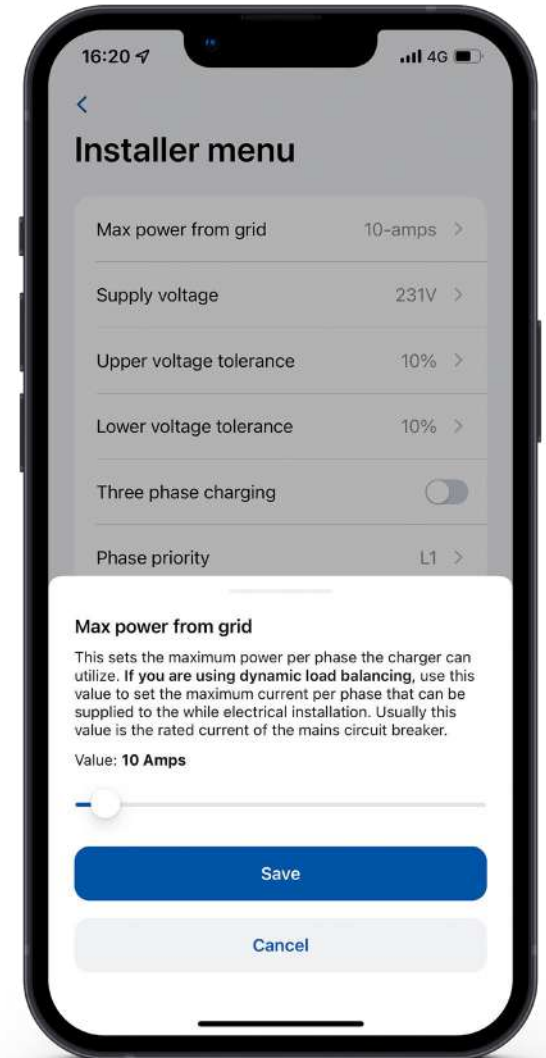 16:20
4G
Installer menu
Max power from grid 10-amps
Supply voltage 231V
Upper voltage tolerance 10%
Lower voltage tolerance 10%
Three phase charging
Phase priority L1
Max power from grid
This sets the maximum power per phase the charger can
utilize. If you are using dynamic load balancing, use this
value to set the maximum current per phase that can be
supplied to the while electrical installation. Usually this
value is the rated current of the mains circuit breaker.
Value: 10 Amps
Save
Cancel